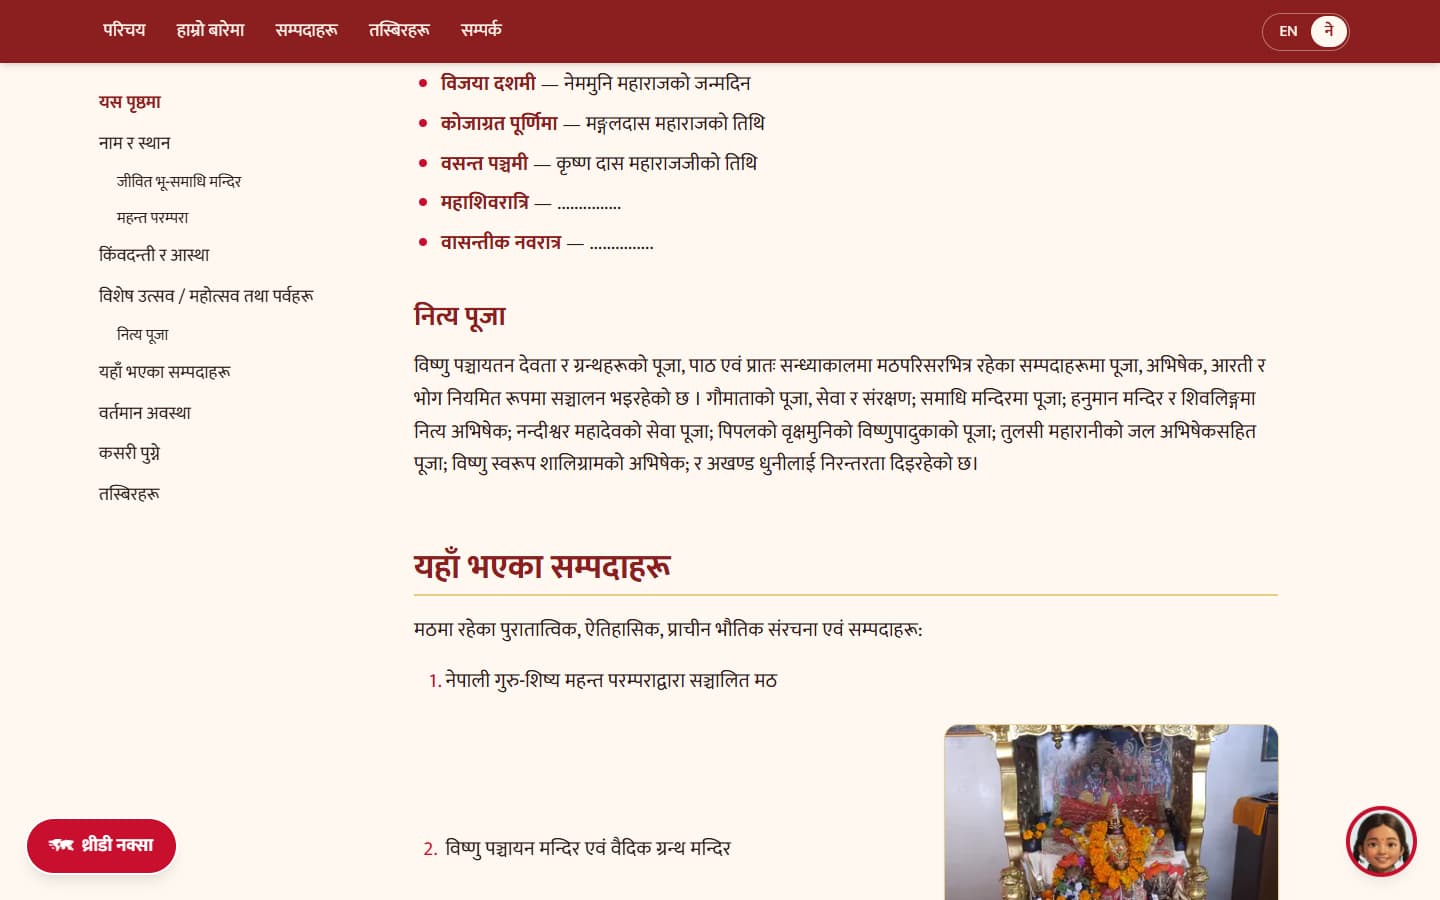 परिचय हाम्रो बारेमा सम्पदाहरू तस्बिरहरू सम्पर्क EN ने
यस पृष्ठमा
नाम र स्थान
जीवित भू-समाधि मन्दिर
महन्त परम्परा
किंवदन्ती र आस्था
विशेष उत्सव / महोत्सव तथा पर्वहरू
नित्य पूजा
यहाँ भएका सम्पदाहरू
वर्तमान अवस्था
कसरी पुग्ने
तस्बिरहरू
विजया दशमी — नेममुनि महाराजको जन्मदिन
कोजाग्रत पूर्णिमा — मङ्गलदास महाराजको तिथि
वसन्त पञ्चमी — कृष्ण दास महाराजजीको तिथि
महाशिवरात्रि — ...............
वासन्तीक नवरात्र — ...............
नित्य पूजा
विष्णु पञ्चायतन देवता र ग्रन्थहरूको पूजा, पाठ एवं प्रातः सन्ध्याकालमा मठपरिसरभित्र रहेका सम्पदाहरूमा पूजा, अभिषेक, आरती र
भोग नियमित रूपमा सञ्चालन भइरहेको छ । गौमाताको पूजा, सेवा र संरक्षण; समाधि मन्दिरमा पूजा; हनुमान मन्दिर र शिवलिङ्गमा
नित्य अभिषेक; नन्दीश्वर महादेवको सेवा पूजा; पिपलको वृक्षमुनिको विष्णुपादुकाको पूजा; तुलसी महारानीको जल अभिषेकसहित
पूजा; विष्णु स्वरूप शालिग्रामको अभिषेक; र अखण्ड धुनीलाई निरन्तरता दिइरहेको छ।
यहाँ भएका सम्पदाहरू
मठमा रहेका पुरातात्विक, ऐतिहासिक, प्राचीन भौतिक संरचना एवं सम्पदाहरू:
1. नेपाली गुरु-शिष्य महन्त परम्पराद्वारा सञ्चालित मठ
2. विष्णु पञ्चायन मन्दिर एवं वैदिक ग्रन्थ मन्दिर
थ्रीडी नक्सा